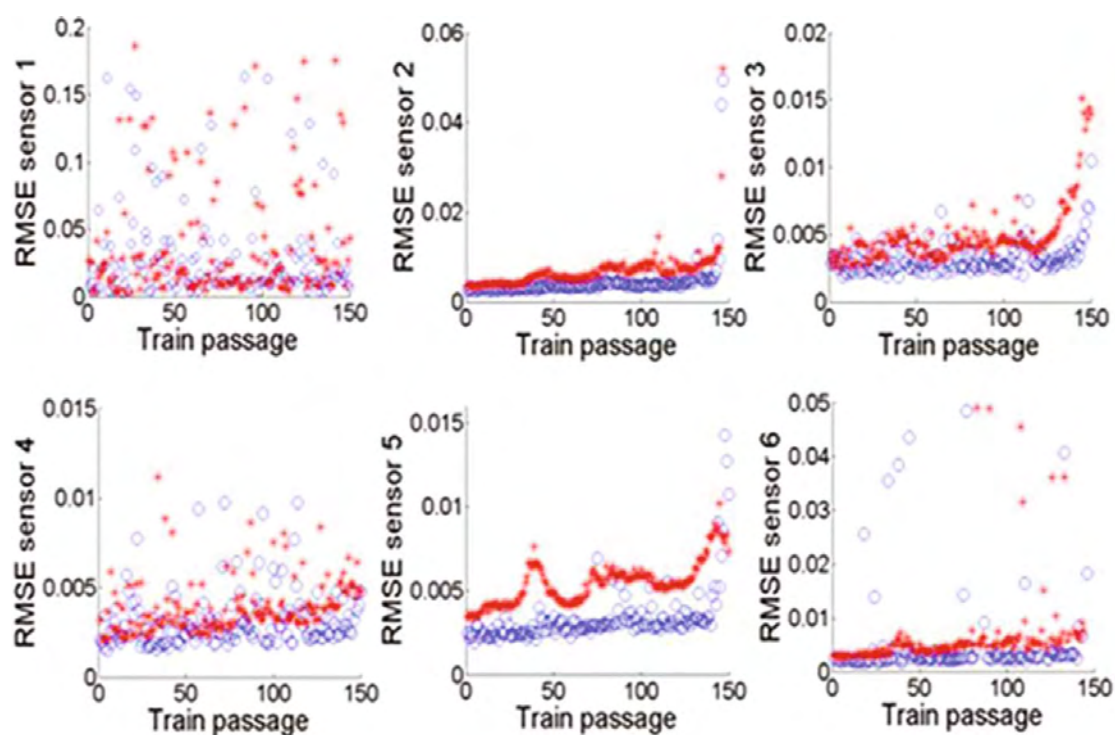 RMSE sensor 1
0.2
0.15
0.1
0.05
0
0 50 100 150
Train passage
RMSE sensor 2
0.06
0.04
0.02
0
0 50 100 150
Train passage
RMSE sensor 3
0.02
0.015
0.01
0.005
0
0 50 100 150
Train passage
RMSE sensor 4
0.015
0.01
0.005
0
0 50 100 150
Train passage
RMSE sensor 5
0.015
0.01
0.005
0
0 50 100 150
Train passage
RMSE sensor 6
0.05
0.04
0.03
0.02
0.01
0
0 50 100 150
Train passage